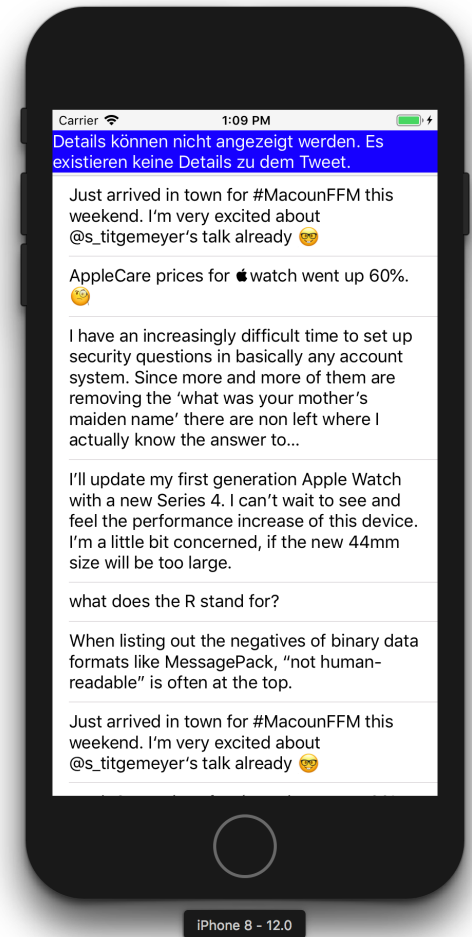 Carrier
1:09 PM
Details können nicht angezeigt werden. Es
existieren keine Details zu dem Tweet.
Just arrived in town for #MacounFFM this
weekend. I‘m very excited about
@s_titgemeyer‘s talk already 🤓
AppleCare prices for watch went up 60%.
🧐
I have an increasingly difficult time to set up
security questions in basically any account
system. Since more and more of them are
removing the ‘what was your mother’s
maiden name’ there are non left where I
actually know the answer to...
I’ll update my first generation Apple Watch
with a new Series 4. I can’t wait to see and
feel the performance increase of this device.
I’m a little bit concerned, if the new 44mm
size will be too large.
what does the R stand for?
When listing out the negatives of binary data
formats like MessagePack, “not human-
readable” is often at the top.
Just arrived in town for #MacounFFM this
weekend. I‘m very excited about
@s_titgemeyer‘s talk already 🤓
iPhone 8 - 12.0